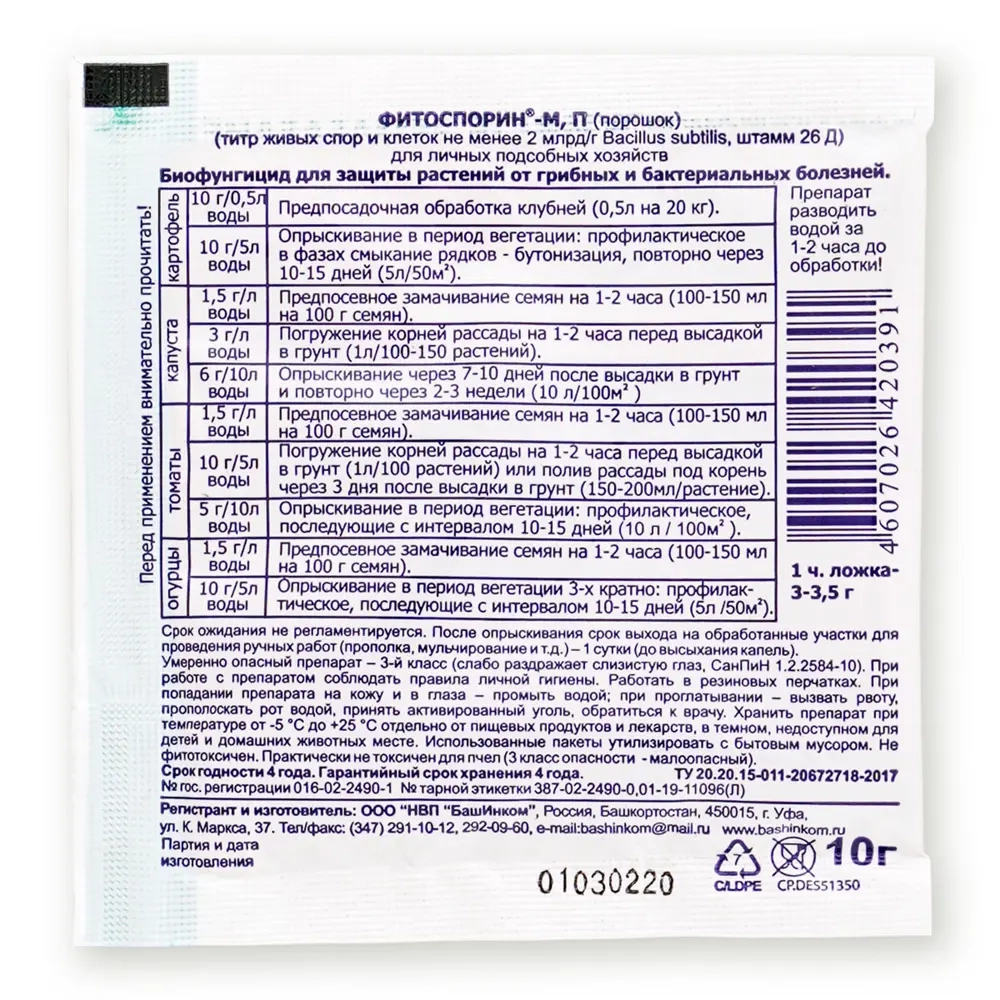 ФИТОСПОРИН®-М, П (порошок)
(титр живых спор и клеток не менее 2 млрд/г Bacillus subtilis, штамм 26 Д)
для личных подсобных хозяйств
Биофунгицид для защиты растений от грибных и бактериальных болезней.
Перед применением внимательно прочитать!
картофель
10 г/0,5л
воды
Предпосадочная обработка клубней (0,5л на 20 кг).
10 г/5л
воды
Опрыскивание в период вегетации: профилактическое
в фазах смыкание рядков - бутонизация, повторно через
10-15 дней (5л/50м²).
капуста
1,5 г/л
воды
Предпосевное замачивание семян на 1-2 часа (100-150 мл
на 100 г семян).
3 г/л
воды
Погружение корней рассады на 1-2 часа перед высадкой
в грунт (1л/100-150 растений).
6 г/10л
воды
Опрыскивание через 7-10 дней после высадки в грунт
и повторно через 2-3 недели (10 л/100м² )
томаты
1,5 г/л
воды
Предпосевное замачивание семян на 1-2 часа (100-150 мл
на 100 г семян).
10 г/5л
воды
Погружение корней рассады на 1-2 часа перед высадкой
в грунт (1л/100 растений) или полив рассады под корень
через 3 дня после высадки в грунт (150-200мл/растение).
5 г/10л
воды
Опрыскивание в период вегетации: профилактическое,
последующие с интервалом 10-15 дней (10 л / 100м² ).
огурцы
1,5 г/л
воды
Предпосевное замачивание семян на 1-2 часа (100-150 мл
на 100 г семян).
10 г/5л
воды
Опрыскивание в период вегетации 3-х кратно: профилак-
тическое, последующие с интервалом 10-15 дней (5л /50м²).
Препарат
разводить
водой за
1-2 часа до
обработки!
4 607026 420391
1 ч. ложка-
3-3,5 г
Срок ожидания не регламентируется. После опрыскивания срок выхода на обработанные участки для
проведения ручных работ (прополка, мульчирование и т.д.) – 1 сутки (до высыхания капель).
Умеренно опасный препарат – 3-й класс (слабо раздражает слизистую глаз, СанПиН 1.2.2584-10). При
работе с препаратом соблюдать правила личной гигиены. Работать в резиновых перчатках. При
попадании препарата на кожу и в глаза – промыть водой; при проглатывании – вызвать рвоту,
прополоскать рот водой, принять активированный уголь, обратиться к врачу. Хранить препарат при
температуре от -5 °С до +25 °С отдельно от пищевых продуктов и лекарств, в темном, недоступном для
детей и домашних животных месте. Использованные пакеты утилизировать с бытовым мусором. Не
фитотоксичен. Практически не токсичен для пчел (3 класс опасности - малоопасный).
Срок годности 4 года. Гарантийный срок хранения 4 года. ТУ 20.20.15-011-20672718-2017
№ гос. регистрации 016-02-2490-1 № тарной этикетки 387-02-2490-0,01-19-11096(Л)
Регистрант и изготовитель: ООО "НВП "БашИнком", Россия, Башкортостан, 450015, г. Уфа,
ул. К. Маркса, 37. Тел/факс: (347) 291-10-12, 292-09-60, e-mail:bashinkom@mail.ru www.bashinkom.ru
Партия и дата
изготовления
01030220
7
C/LDPE
CP.DES51350
10г